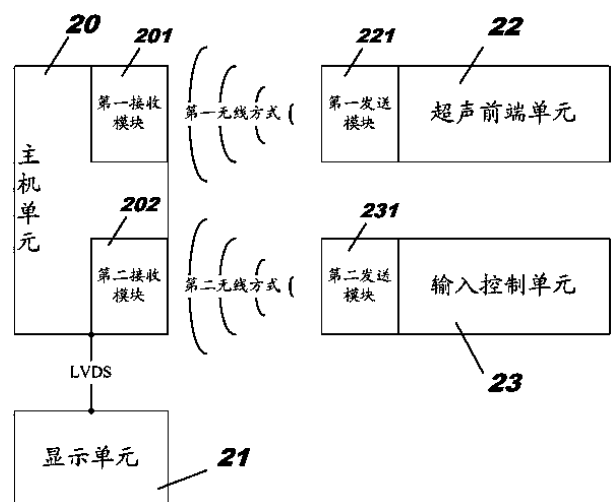 20
201
221
22
第一接收
模块
第一无线方式
第一发送
模块
超声前端单元
主机单元
202
231
第二接收
模块
第二无线方式
第二发送
模块
输入控制单元
23
LVDS
显示单元
21